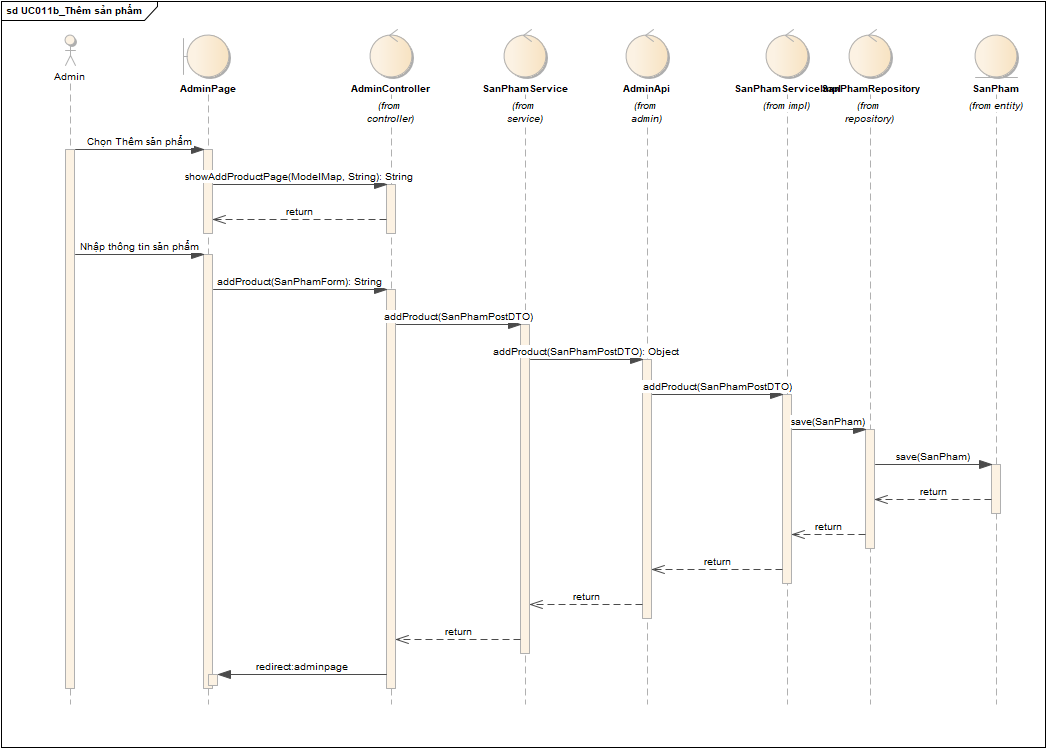 sd UC011b_Thêm sản phẩm
Admin
AdminPage
AdminController
(from
controller)
SanPhamService
(from
service)
AdminApi
(from
admin)
SanPhamServiceImpl
(from impl)
SanPhamRepository
(from
repository)
SanPham
(from entity)
Chọn Thêm sản phẩm
showAddProductPage(ModelMap, String): String
return
Nhập thông tin sản phẩm
addProduct(SanPhamForm): String
addProduct(SanPhamPostDTO)
addProduct(SanPhamPostDTO): Object
addProduct(SanPhamPostDTO)
save(SanPham)
save(SanPham)
return
return
return
return
return
redirect:adminpage